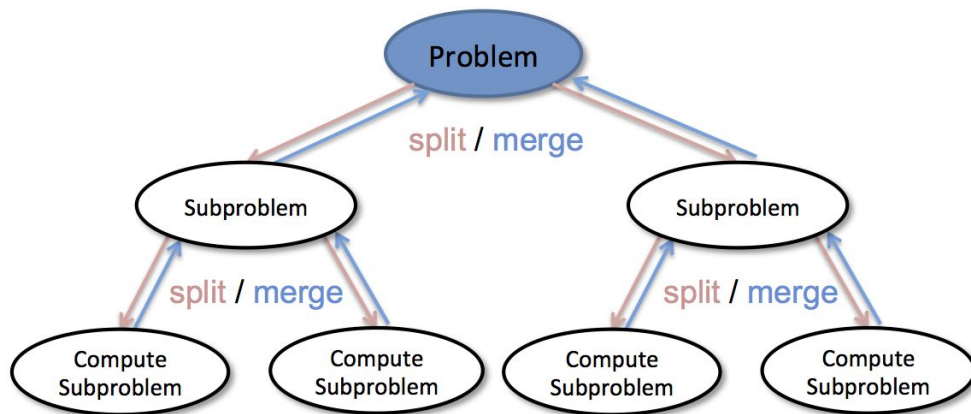 Problem
split / merge
Subproblem
Subproblem
split / merge
split / merge
Compute
Subproblem
Compute
Subproblem
Compute
Subproblem
Compute
Subproblem